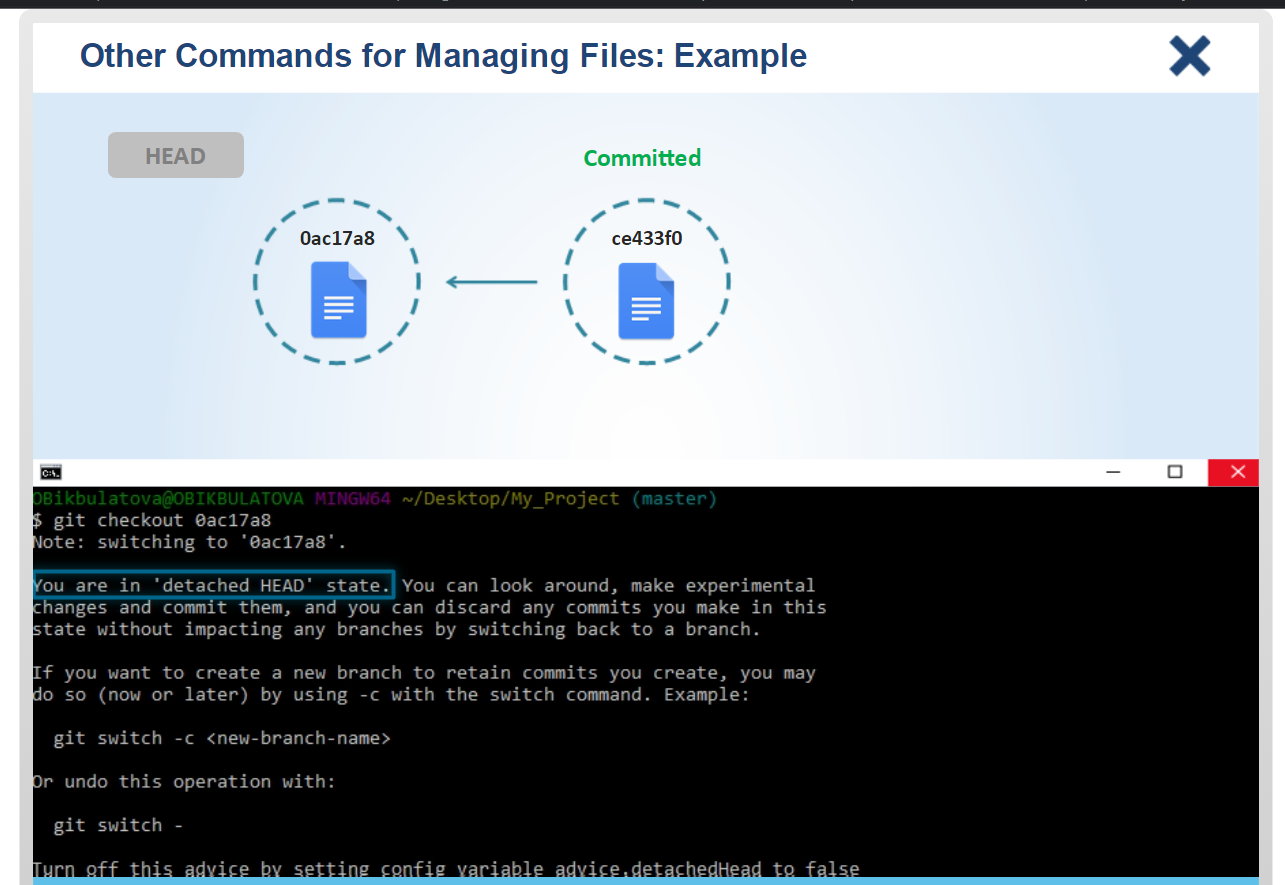 Other Commands for Managing Files: Example
HEAD
Committed
0ac17a8
ce433f0
C:\.
OBikbulatova@OBIKBULATOVA MINGW64 ~/Desktop/My_Project (master)
$ git checkout 0ac17a8
Note: switching to '0ac17a8'.
You are in 'detached HEAD' state. You can look around, make experimental
changes and commit them, and you can discard any commits you make in this
state without impacting any branches by switching back to a branch.
If you want to create a new branch to retain commits you create, you may
do so (now or later) by using -c with the switch command. Example:
git switch -c <new-branch-name>
Or undo this operation with:
git switch -
Turn off this advice by setting config variable advice.detachedHead to false